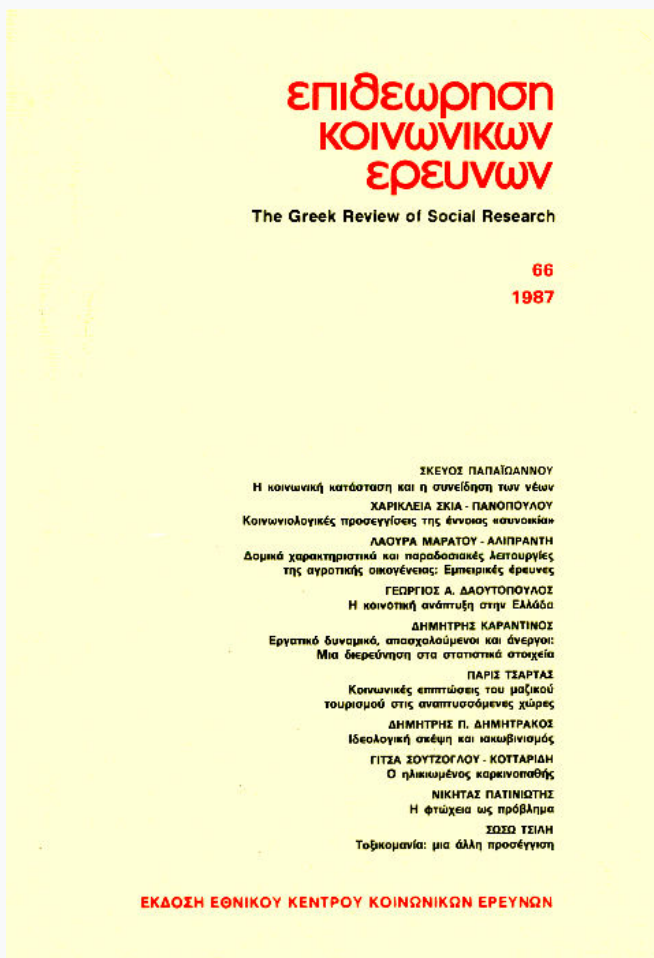 επιθεωρηση
κοινωνικων
ερευνων
The Greek Review of Social Research
66
1987
ΣΚΕΥΟΣ ΠΑΠΑΪΩΑΝΝΟΥ
Η κοινωνική κατάσταση και η συνείδηση των νέων
ΧΑΡΙΚΛΕΙΑ ΣΚΙΑ - ΠΑΝΟΠΟΥΛΟΥ
Κοινωνιολογικές προσεγγίσεις της έννοιας «συνοικία»
ΛΑΟΥΡΑ ΜΑΡΑΤΟΥ - ΑΛΙΠΡΑΝΤΗ
Δομικά χαρακτηριστικά και παραδοσιακές λειτουργίες
της αγροτικής οικογένειας: Εμπειρικές έρευνες
ΓΕΩΡΓΙΟΣ Α. ΔΑΟΥΤΟΠΟΥΛΟΣ
Η κοινοτική ανάπτυξη στην Ελλάδα
ΔΗΜΗΤΡΗΣ ΚΑΡΑΝΤΙΝΟΣ
Εργατικό δυναμικό, απασχολούμενοι και άνεργοι:
Μια διερεύνηση στα στατιστικά στοιχεία
ΠΑΡΙΣ ΤΣΑΡΤΑΣ
Κοινωνικές επιπτώσεις του μαζικού
τουρισμού στις αναπτυσσόμενες χώρες
ΔΗΜΗΤΡΗΣ Π. ΔΗΜΗΤΡΑΚΟΣ
Ιδεολογική σκέψη και ιακωβινισμός
ΓΙΤΣΑ ΣΟΥΤΖΟΓΛΟΥ - ΚΟΤΤΑΡΙΔΗ
Ο ηλικιωμένος καρκινοπαθής
ΝΙΚΗΤΑΣ ΠΑΤΙΝΙΩΤΗΣ
Η φτώχεια ως πρόβλημα
ΣΩΣΩ ΤΣΙΛΗ
Τοξικομανία: μια άλλη προσέγγιση
ΕΚΔΟΣΗ ΕΘΝΙΚΟΥ ΚΕΝΤΡΟΥ ΚΟΙΝΩΝΙΚΩΝ ΕΡΕΥΝΩΝ